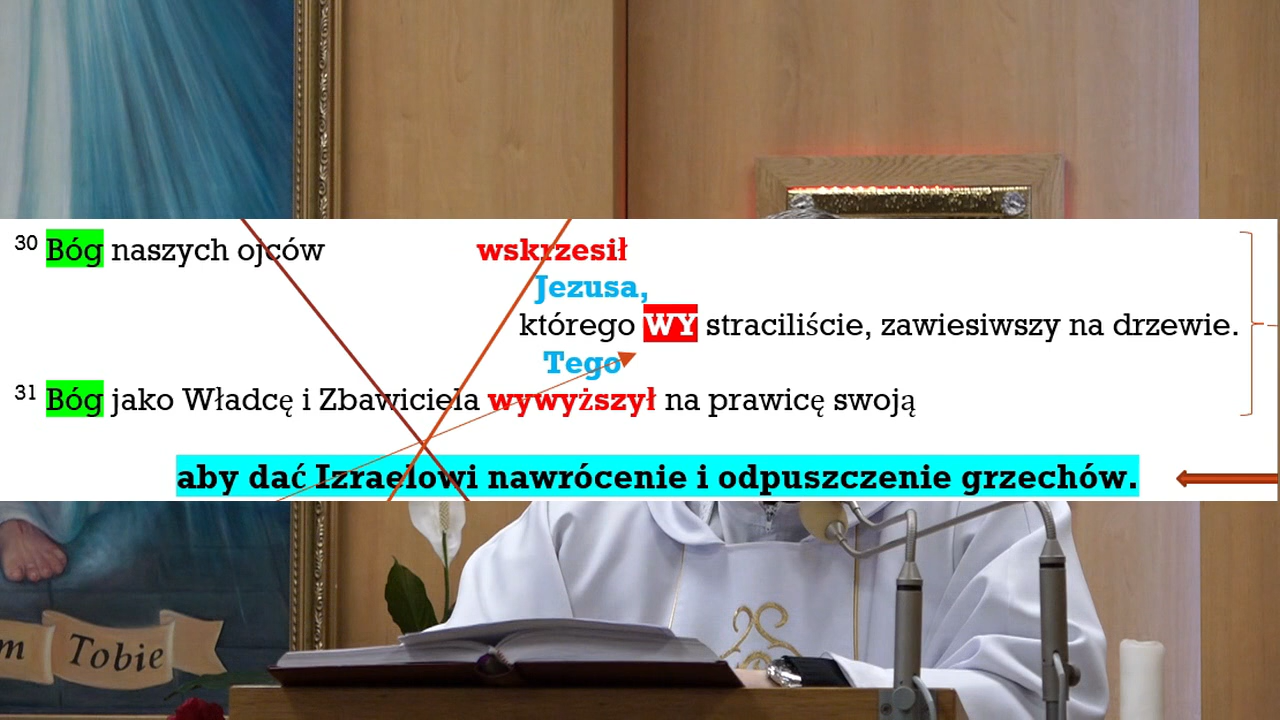 30 Bóg naszych ojców wskrzesił
Jezusa,
którego WY straciliście, zawiesiwszy na drzewie.
Tego
31 Bóg jako Władcę i Zbawiciela wywyższył na prawicę swoją
aby dać Izraelowi nawrócenie i odpuszczenie grzechów.
m Tobie